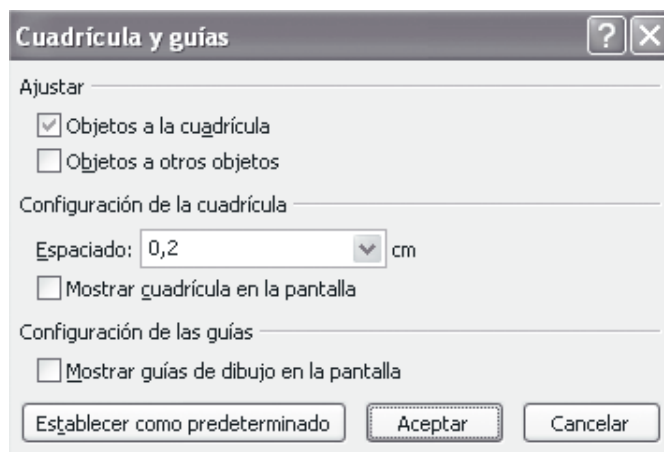 Cuadrícula y guías
Ajustar
Objetos a la cuadrícula
Objetos a otros objetos
Configuración de la cuadrícula
Espaciado: 0,2 cm
Mostrar cuadrícula en la pantalla
Configuración de las guías
Mostrar guías de dibujo en la pantalla
Establecer como predeterminado Aceptar Cancelar